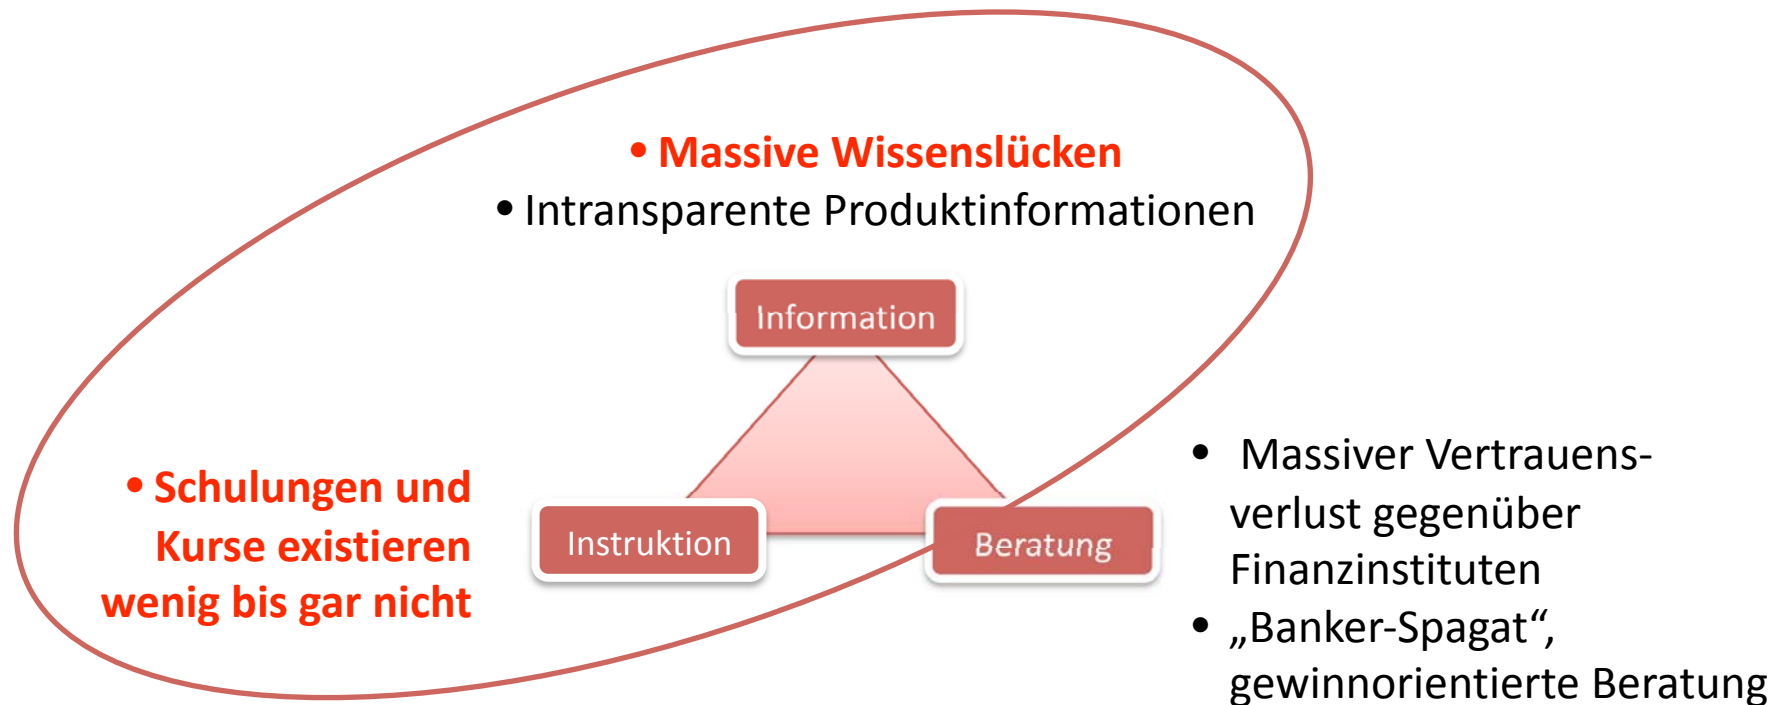 • Massive Wissenslücken
• Intransparente Produktinformationen
Information
• Schulungen und
Kurse existieren
wenig bis gar nicht
Instruktion
Beratung
• Massiver Vertrauens-
verlust gegenüber
Finanzinstituten
• „Banker-Spagat“,
gewinnorientierte Beratung